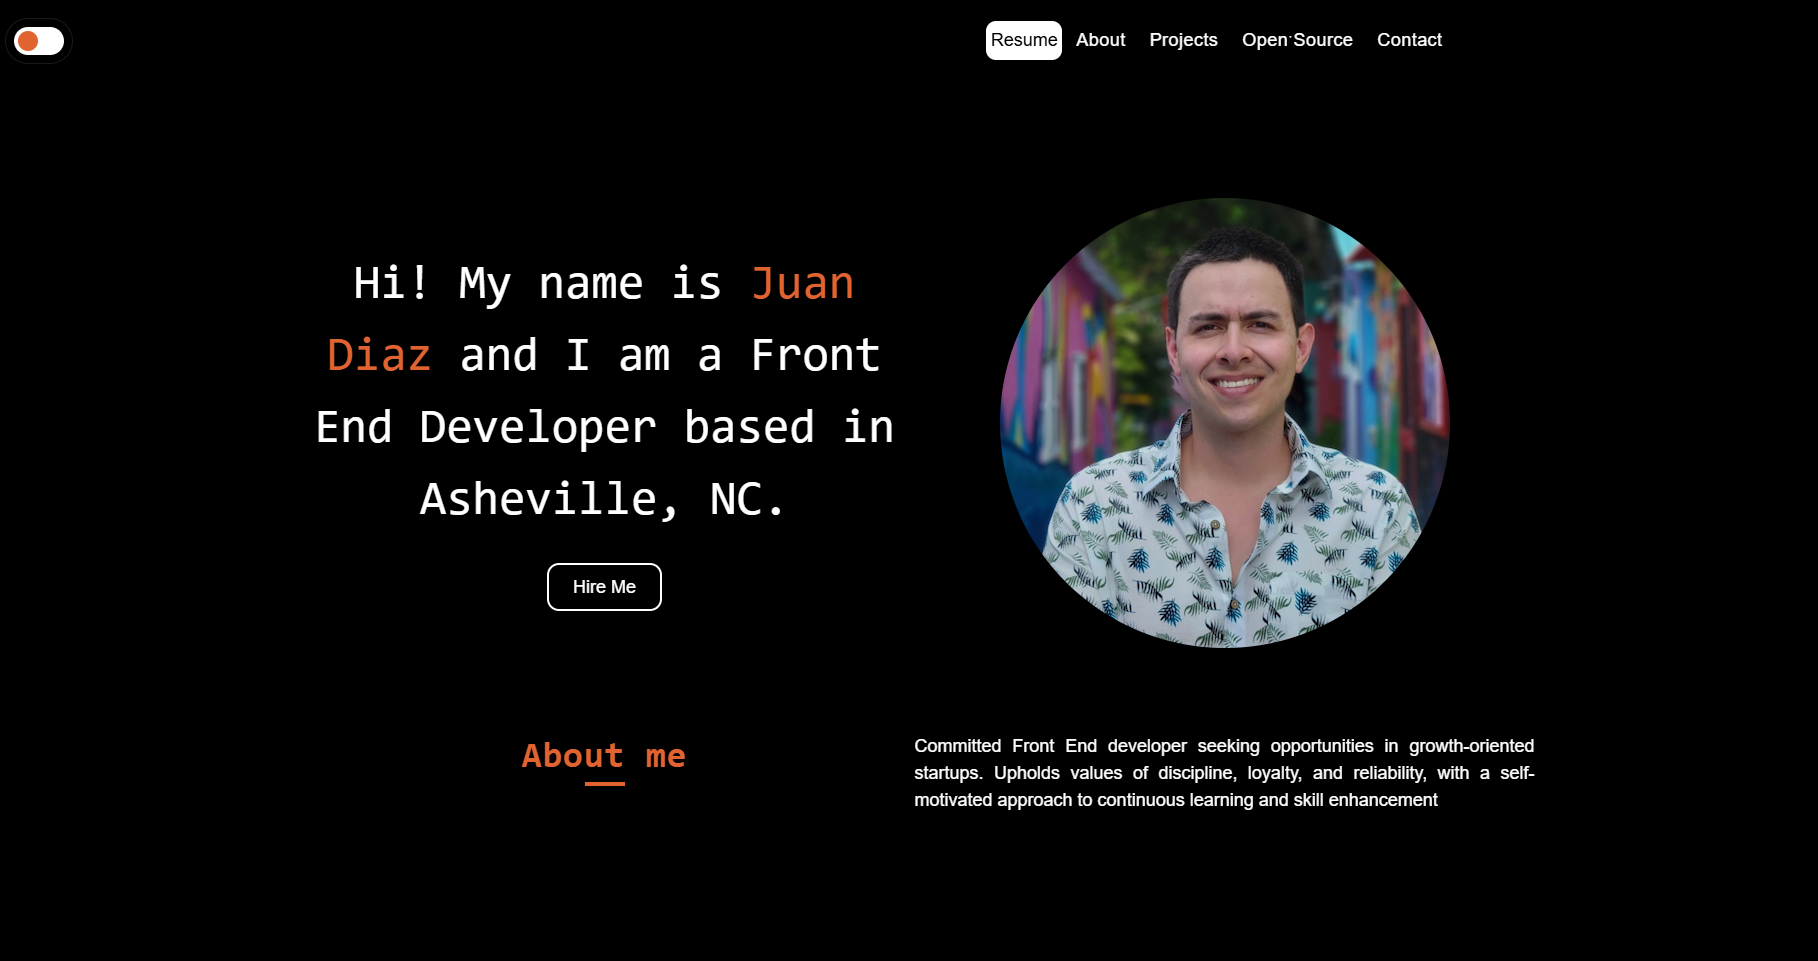 Resume About Projects Open Source Contact
Hi! My name is Juan
Diaz and I am a Front
End Developer based in
Asheville, NC.
Hire Me
About me
Committed Front End developer seeking opportunities in growth-oriented
startups. Upholds values of discipline, loyalty, and reliability, with a self-
motivated approach to continuous learning and skill enhancement